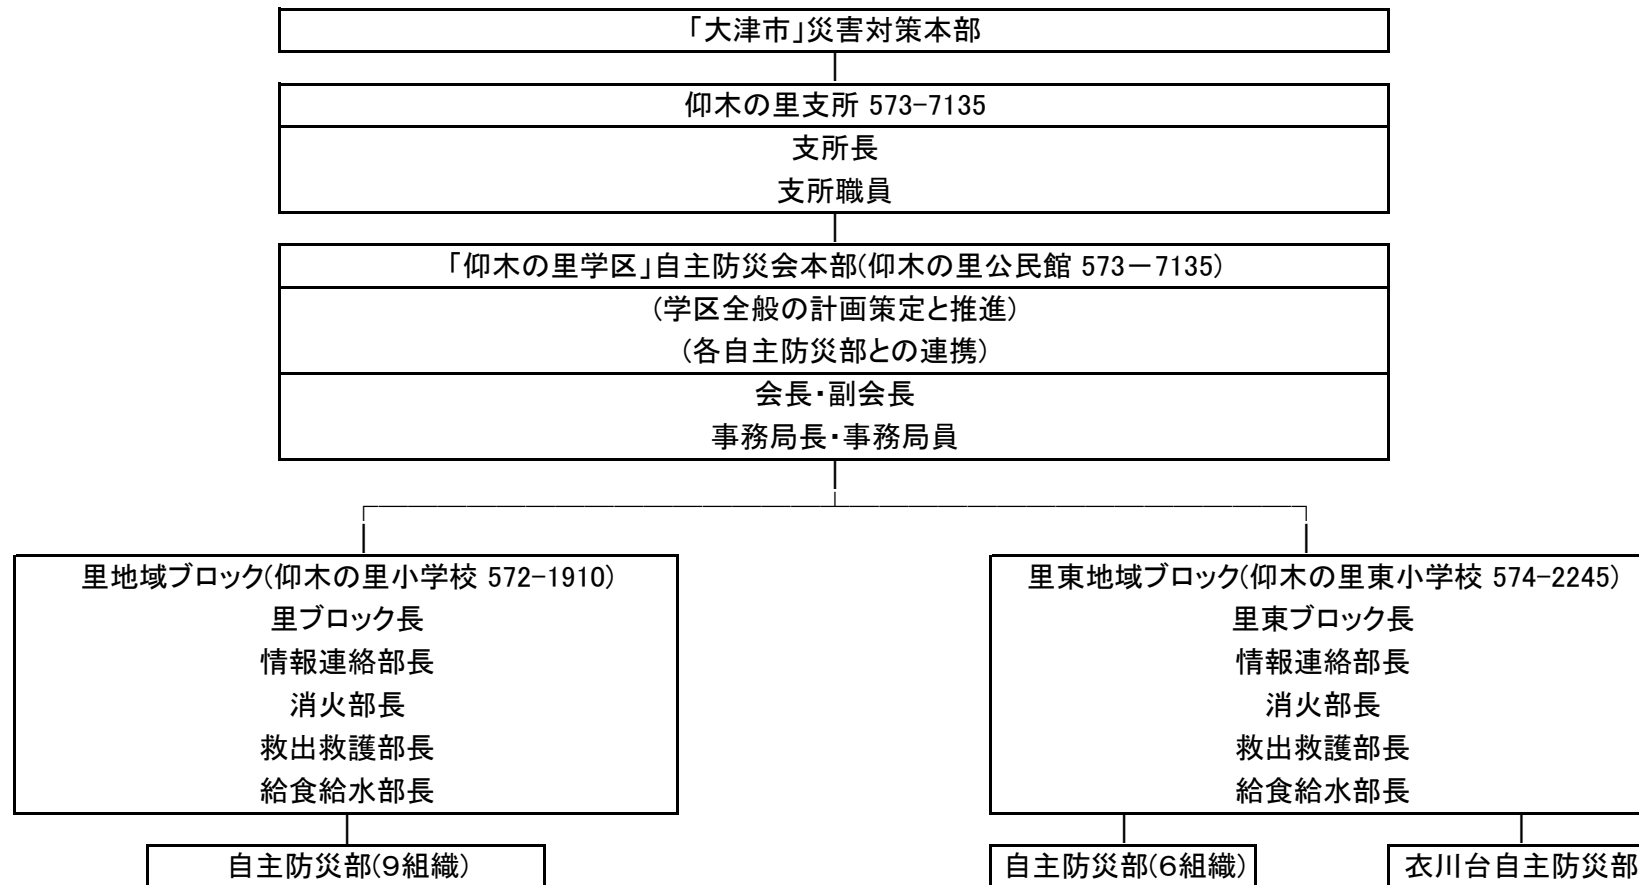 「大津市」災害対策本部
仰木の里支所 573-7135
支所長
支所職員
「仰木の里学区」自主防災会本部(仰木の里公民館 573－7135)
(学区全般の計画策定と推進)
(各自主防災部との連携)
会長・副会長
事務局長・事務局員
里地域ブロック(仰木の里小学校 572-1910)
里ブロック長
情報連絡部長
消火部長
救出救護部長
給食給水部長
里東地域ブロック(仰木の里東小学校 574-2245)
里東ブロック長
情報連絡部長
消火部長
救出救護部長
給食給水部長
自主防災部(９組織)
自主防災部(６組織)
衣川台自主防災部